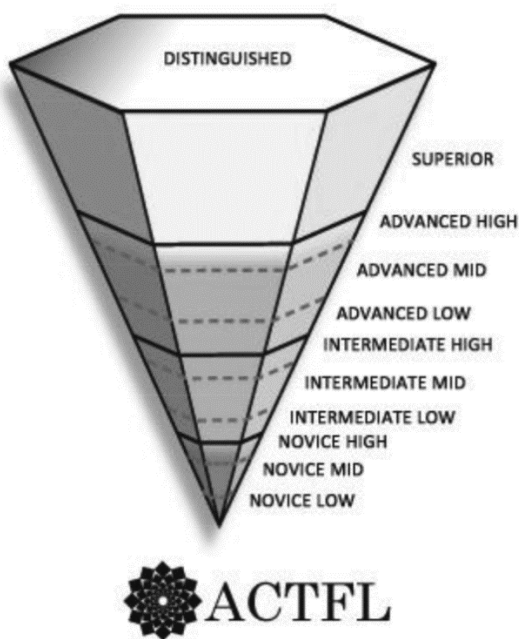 DISTINGUISHED
SUPERIOR
ADVANCED HIGH
ADVANCED MID
ADVANCED LOW
INTERMEDIATE HIGH
INTERMEDIATE MID
INTERMEDIATE LOW
NOVICE HIGH
NOVICE MID
NOVICE LOW
ACTFL